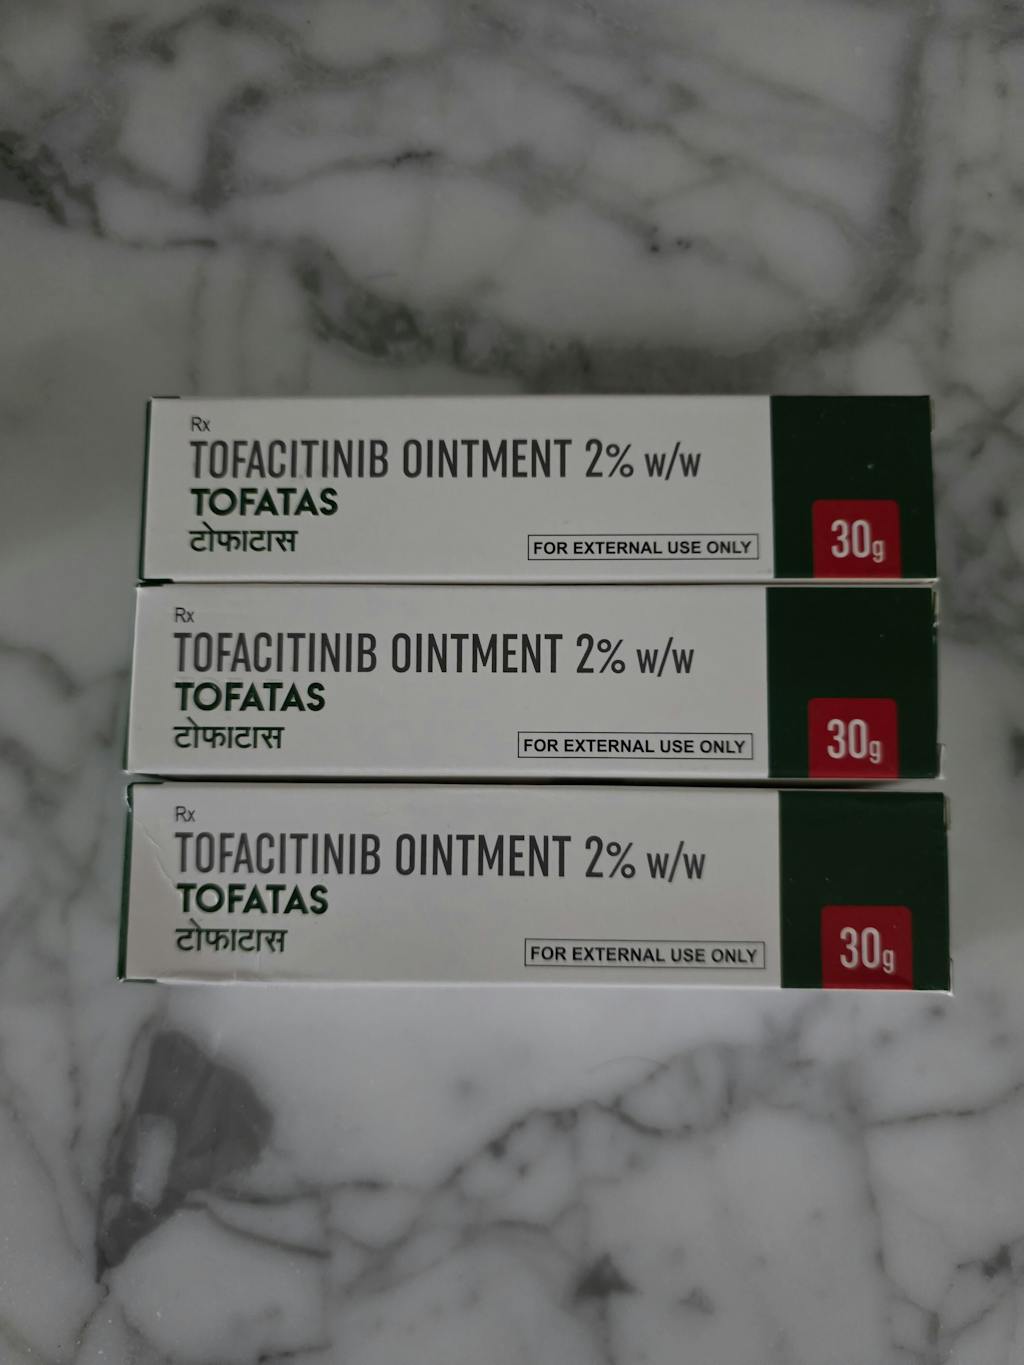 Rx
TOFACITINIB OINTMENT 2% w/w
TOFATAS
टोफाटास
FOR EXTERNAL USE ONLY
30g
Rx
TOFACITINIB OINTMENT 2% w/w
TOFATAS
टोफाटास
FOR EXTERNAL USE ONLY
30g
Rx
TOFACITINIB OINTMENT 2% w/w
TOFATAS
टोफाटास
FOR EXTERNAL USE ONLY
30g